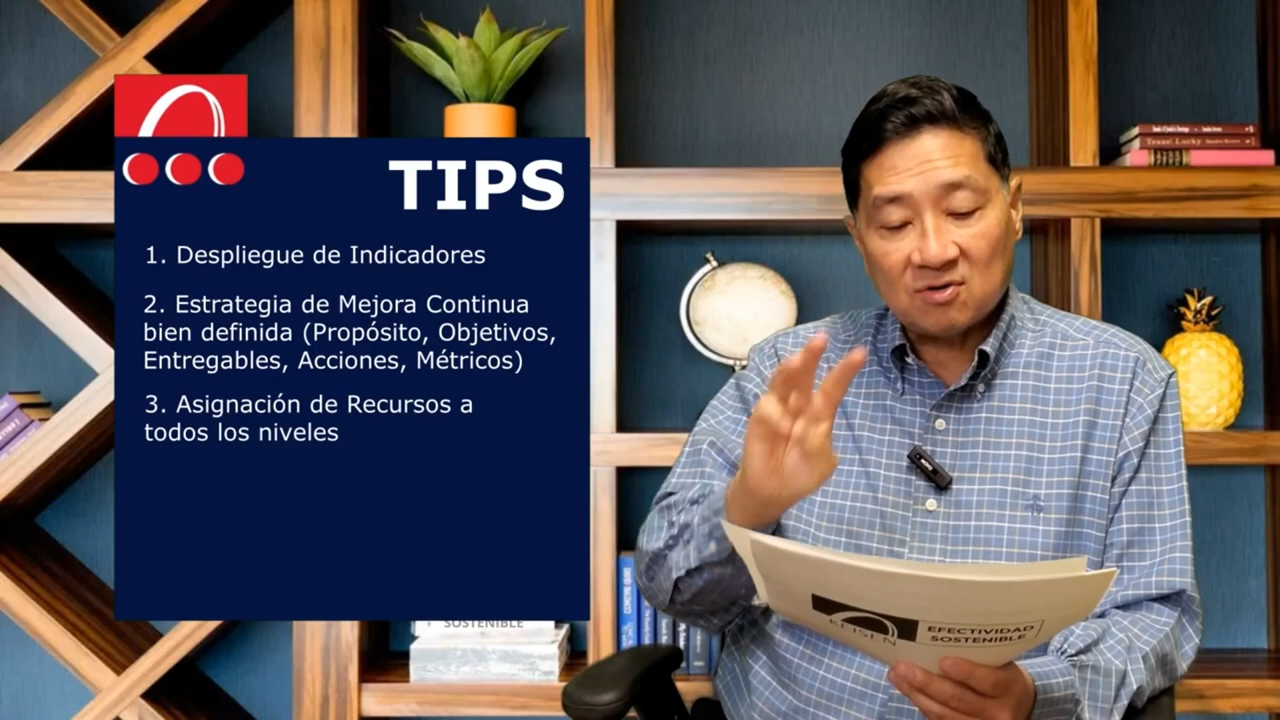 TIPS
1. Despliegue de Indicadores
2. Estrategia de Mejora Continua
bien definida (Propósito, Objetivos,
Entregables, Acciones, Métricos)
3. Asignación de Recursos a
todos los niveles
SOSTENIBLE
EFECTIVIDAD
SOSTENIBLE